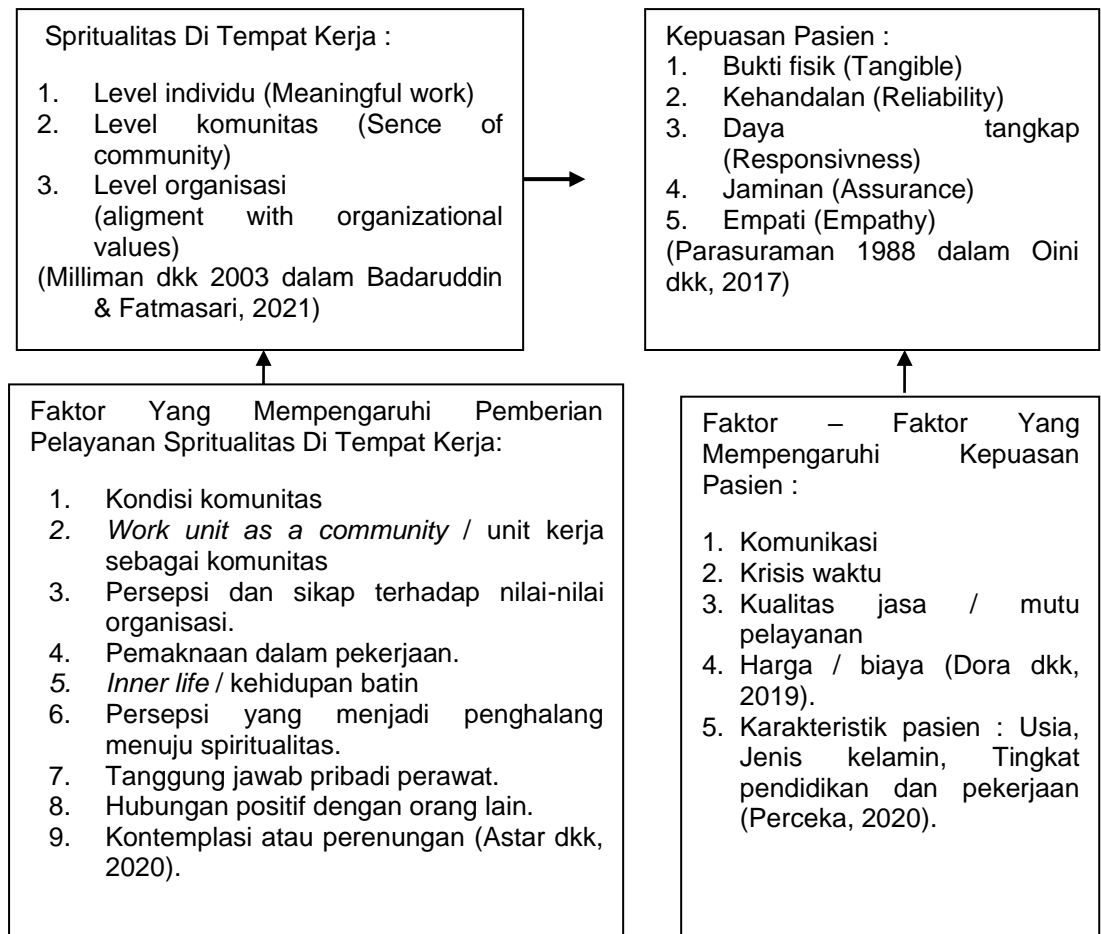 Spritualitas Di Tempat Kerja :
1. Level individu (Meaningful work)
2. Level komunitas (Sence of
community)
3. Level organisasi
(aligment with organizational
values)
(Milliman dkk 2003 dalam Badaruddin
& Fatmasari, 2021)
Kepuasan Pasien :
1. Bukti fisik (Tangible)
2. Kehandalan (Reliability)
3. Daya tangkap
(Responsivness)
4. Jaminan (Assurance)
5. Empati (Empathy)
(Parasuraman 1988 dalam Oini
dkk, 2017)
Faktor Yang Mempengaruhi Pemberian
Pelayanan Spritualitas Di Tempat Kerja:
1. Kondisi komunitas
2. Work unit as a community / unit kerja
sebagai komunitas
3. Persepsi dan sikap terhadap nilai-nilai
organisasi.
4. Pemaknaan dalam pekerjaan.
5. Inner life / kehidupan batin
6. Persepsi yang menjadi penghalang
menuju spiritualitas.
7. Tanggung jawab pribadi perawat.
8. Hubungan positif dengan orang lain.
9. Kontemplasi atau perenungan (Astar dkk,
2020).
Faktor – Faktor Yang
Mempengaruhi Kepuasan
Pasien :
1. Komunikasi
2. Krisis waktu
3. Kualitas jasa / mutu
pelayanan
4. Harga / biaya (Dora dkk,
2019).
5. Karakteristik pasien : Usia,
Jenis kelamin, Tingkat
pendidikan dan pekerjaan
(Perceka, 2020).